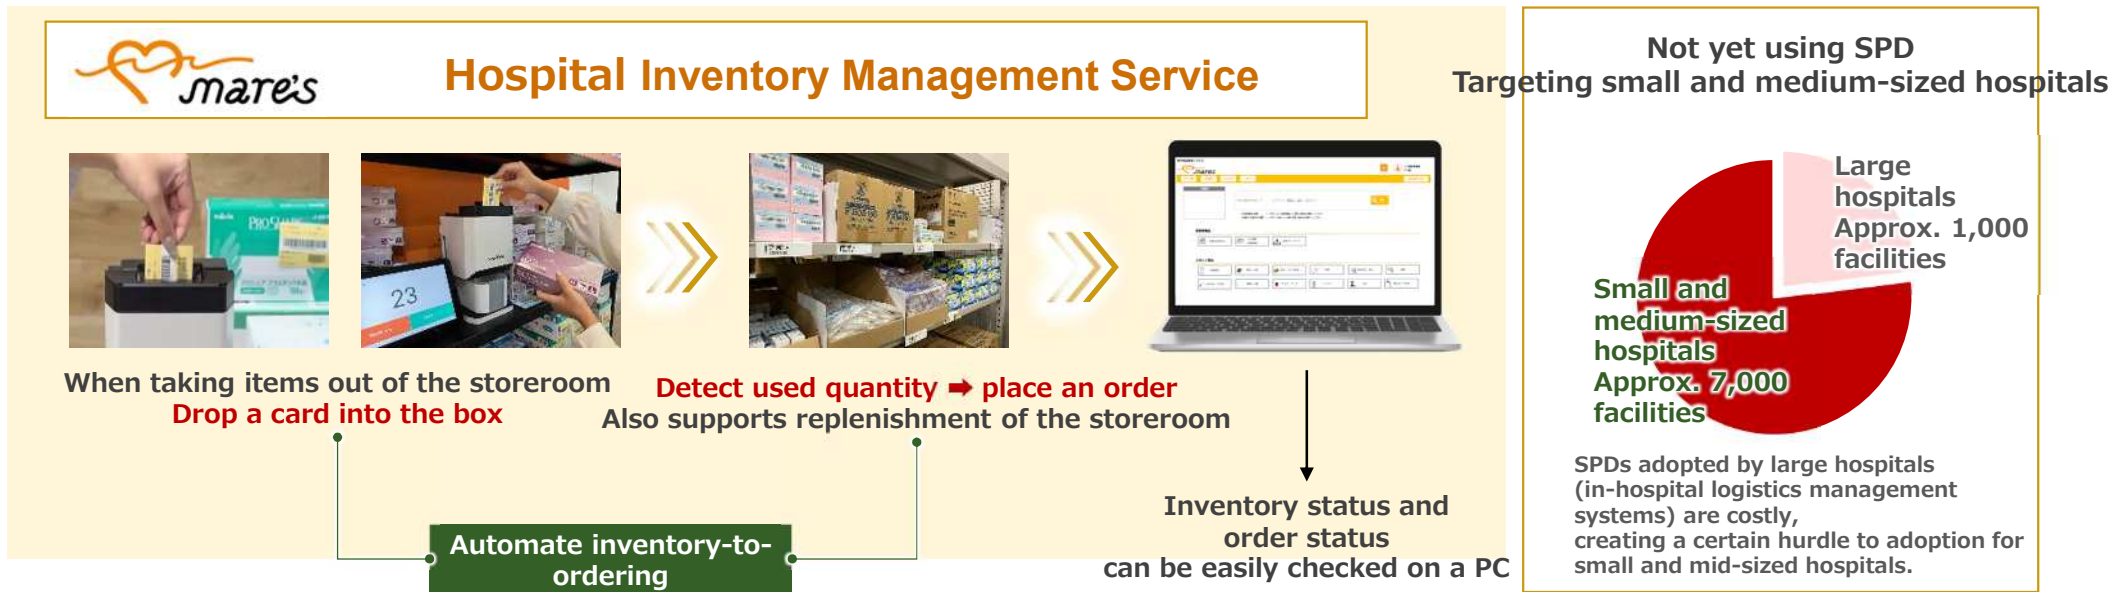 mare's
Hospital Inventory Management Service
23
mare's
When taking items out of the storeroom
Drop a card into the box
Detect used quantity ➡ place an order
Also supports replenishment of the storeroom
Automate inventory-to-
ordering
Inventory status and
order status
can be easily checked on a PC
Not yet using SPD
Targeting small and medium-sized hospitals
Large
hospitals
Approx. 1,000
facilities
Small and
medium-sized
hospitals
Approx. 7,000
facilities
SPDs adopted by large hospitals
(in-hospital logistics management
systems) are costly,
creating a certain hurdle to adoption for
small and mid-sized hospitals.